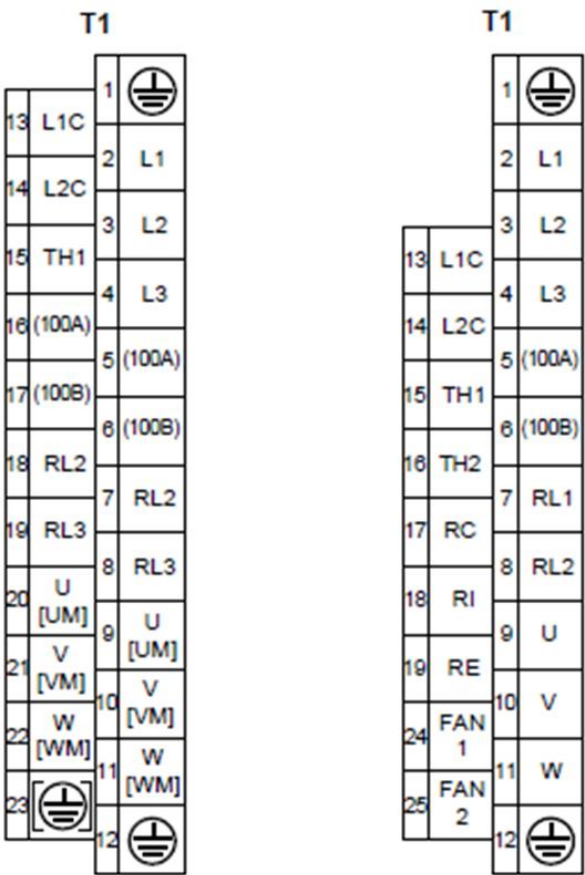 T1
1
2 L1
3 L2
4 L3
5 (100A)
6 (100B)
7 RL2
8 RL3
9 U
[UM]
10 V
[VM]
11 W
[WM]
12
13 L1C
14 L2C
15 TH1
16 (100A)
17 (100B)
18 RL2
19 RL3
20 U
[UM]
21 V
[VM]
22 W
[WM]
23 [ ]
T1
1
2 L1
3 L2
4 L3
5 (100A)
6 (100B)
7 RL1
8 RL2
9 U
10 V
11 W
12
13 L1C
14 L2C
15 TH1
16 TH2
17 RC
18 RI
19 RE
24 FAN
1
25 FAN
2